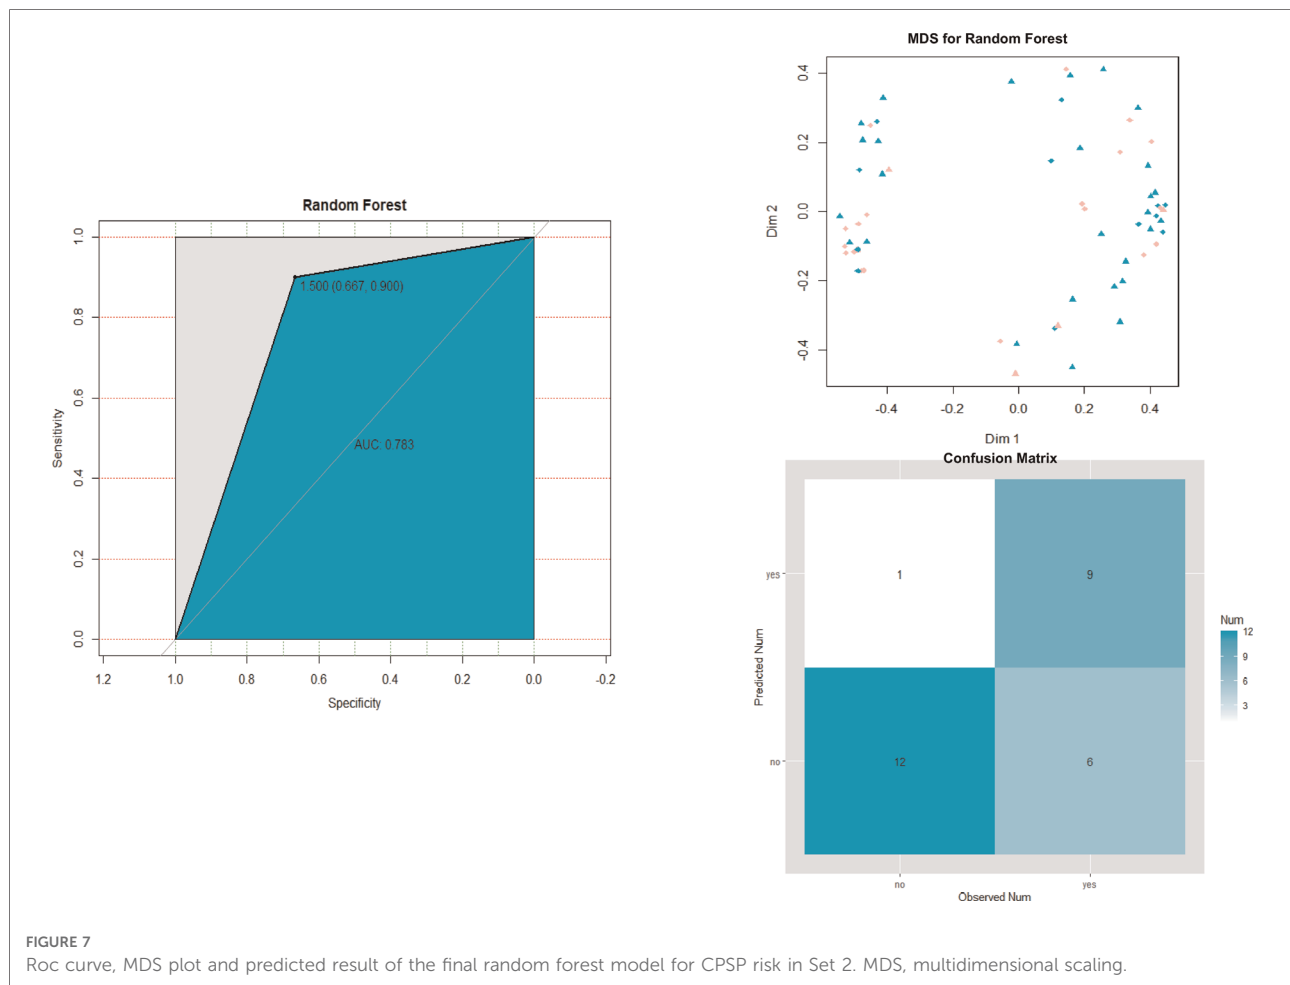 Random Forest
1.0
0.8
0.6
0.4
0.2
0.0
Sensitivity
1.500 (0.667, 0.900)
AUC: 0.783
1.2
1.0
0.8
0.6
0.4
0.2
0.0
-0.2
Specificity
MDS for Random Forest
0.4
0.2
0.0
-0.2
-0.4
Dim 2
-0.4
-0.2
0.0
0.2
0.4
Dim 1
Confusion Matrix
yes
no
Predicted Num
1
9
12
6
no
yes
Observed Num
Num
12
9
6
3
FIGURE 7
Roc curve, MDS plot and predicted result of the final random forest model for CPSP risk in Set 2. MDS, multidimensional scaling.